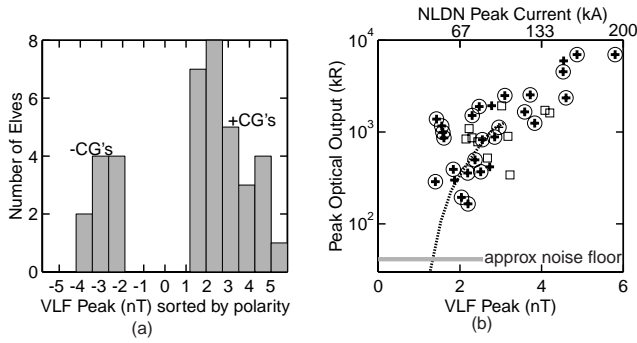 8
6
4
2
0
Number of Elves
-CG's
+CG's
-5 -4 -3 -2 -1 0 1 2 3 4 5
VLF Peak (nT) sorted by polarity
(a)
NLDN Peak Current (kA)
67 133 200
10⁴
10³
10²
Peak Optical Output (kR)
approx noise floor
0 2 4 6
VLF Peak (nT)
(b)